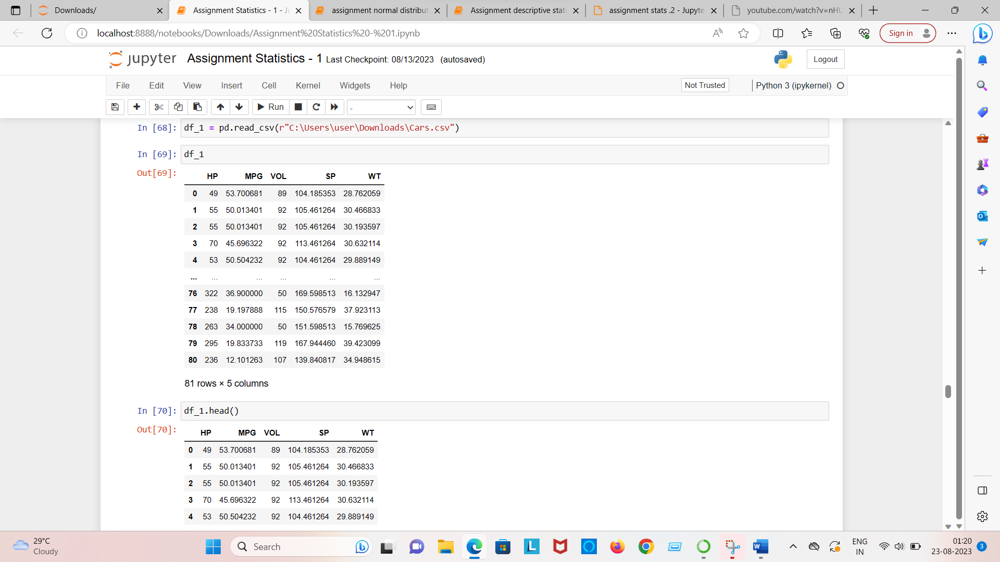 Downloads/
Assignment Statistics - 1 - Ju
assignment normal distribut
Assignment descriptive stati
assignment stats .2 - Jupyte
youtube.com/watch?v=nHU
localhost:8888/notebooks/Downloads/Assignment%20Statistics%20-%201.ipynb
Sign in
jupyter Assignment Statistics - 1 Last Checkpoint: 08/13/2023 (autosaved)
Logout
File Edit View Insert Cell Kernel Widgets Help
Not Trusted
Python 3 (ipykernel)
Run
-
In [68]: df_1 = pd.read_csv(r"C:\Users\user\Downloads\Cars.csv")
In [69]: df_1
Out[69]:
HP MPG VOL SP WT
0 49 53.700681 89 104.185353 28.762059
1 55 50.013401 92 105.461264 30.466833
2 55 50.013401 92 105.461264 30.193597
3 70 45.696322 92 113.461264 30.632114
4 53 50.504232 92 104.461264 29.889149
... ... ... ... ... ...
76 322 36.900000 50 169.598513 16.132947
77 238 19.197888 115 150.576579 37.923113
78 263 34.000000 50 151.598513 15.769625
79 295 19.833733 119 167.944460 39.423099
80 236 12.101263 107 139.840817 34.948615
81 rows × 5 columns
In [70]: df_1.head()
Out[70]:
HP MPG VOL SP WT
0 49 53.700681 89 104.185353 28.762059
1 55 50.013401 92 105.461264 30.466833
2 55 50.013401 92 105.461264 30.193597
3 70 45.696322 92 113.461264 30.632114
4 53 50.504232 92 104.461264 29.889149
29°C
Cloudy
Search
ENG
IN
01:20
23-08-2023
3